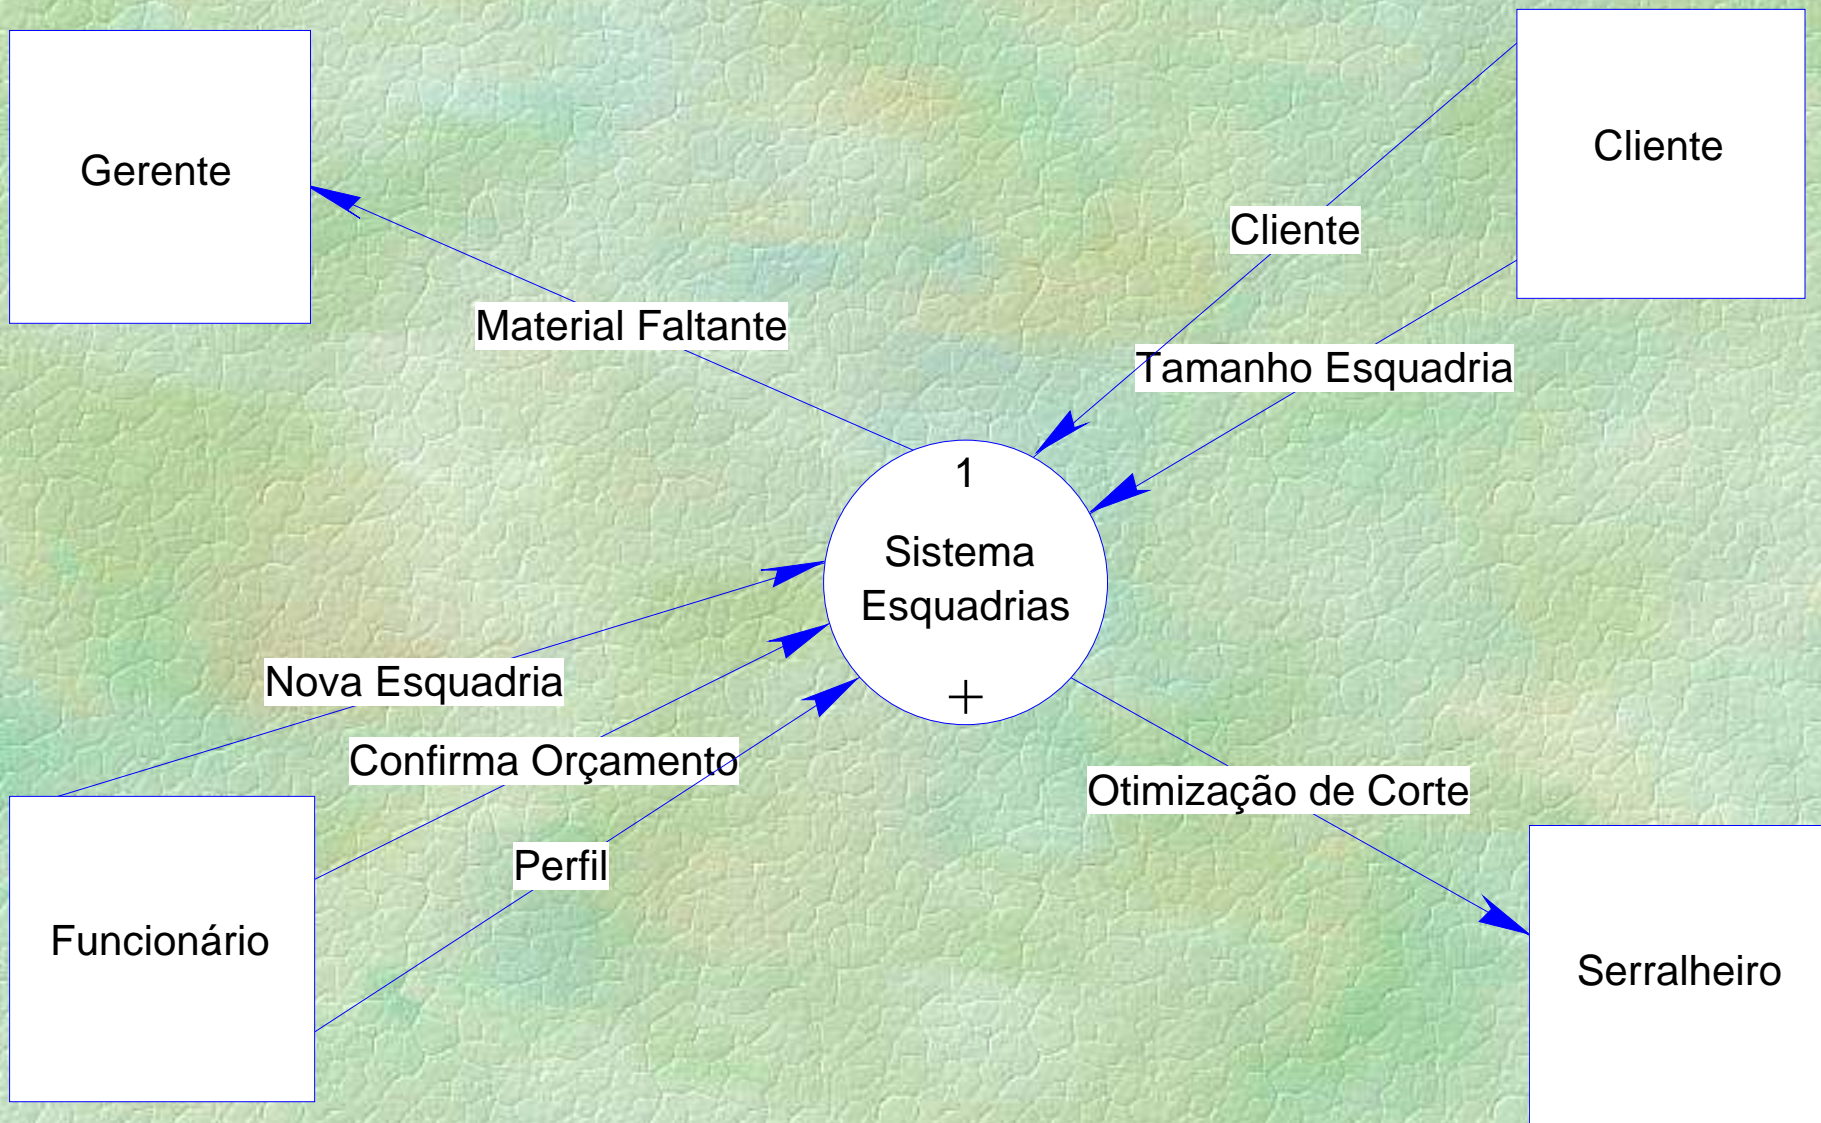 Gerente
Cliente
Cliente
Material Faltante
Tamanho Esquadria
1
Sistema
Esquadrias
+
Nova Esquadria
Confirma Orçamento
Otimização de Corte
Perfil
Funcionário
Serralheiro